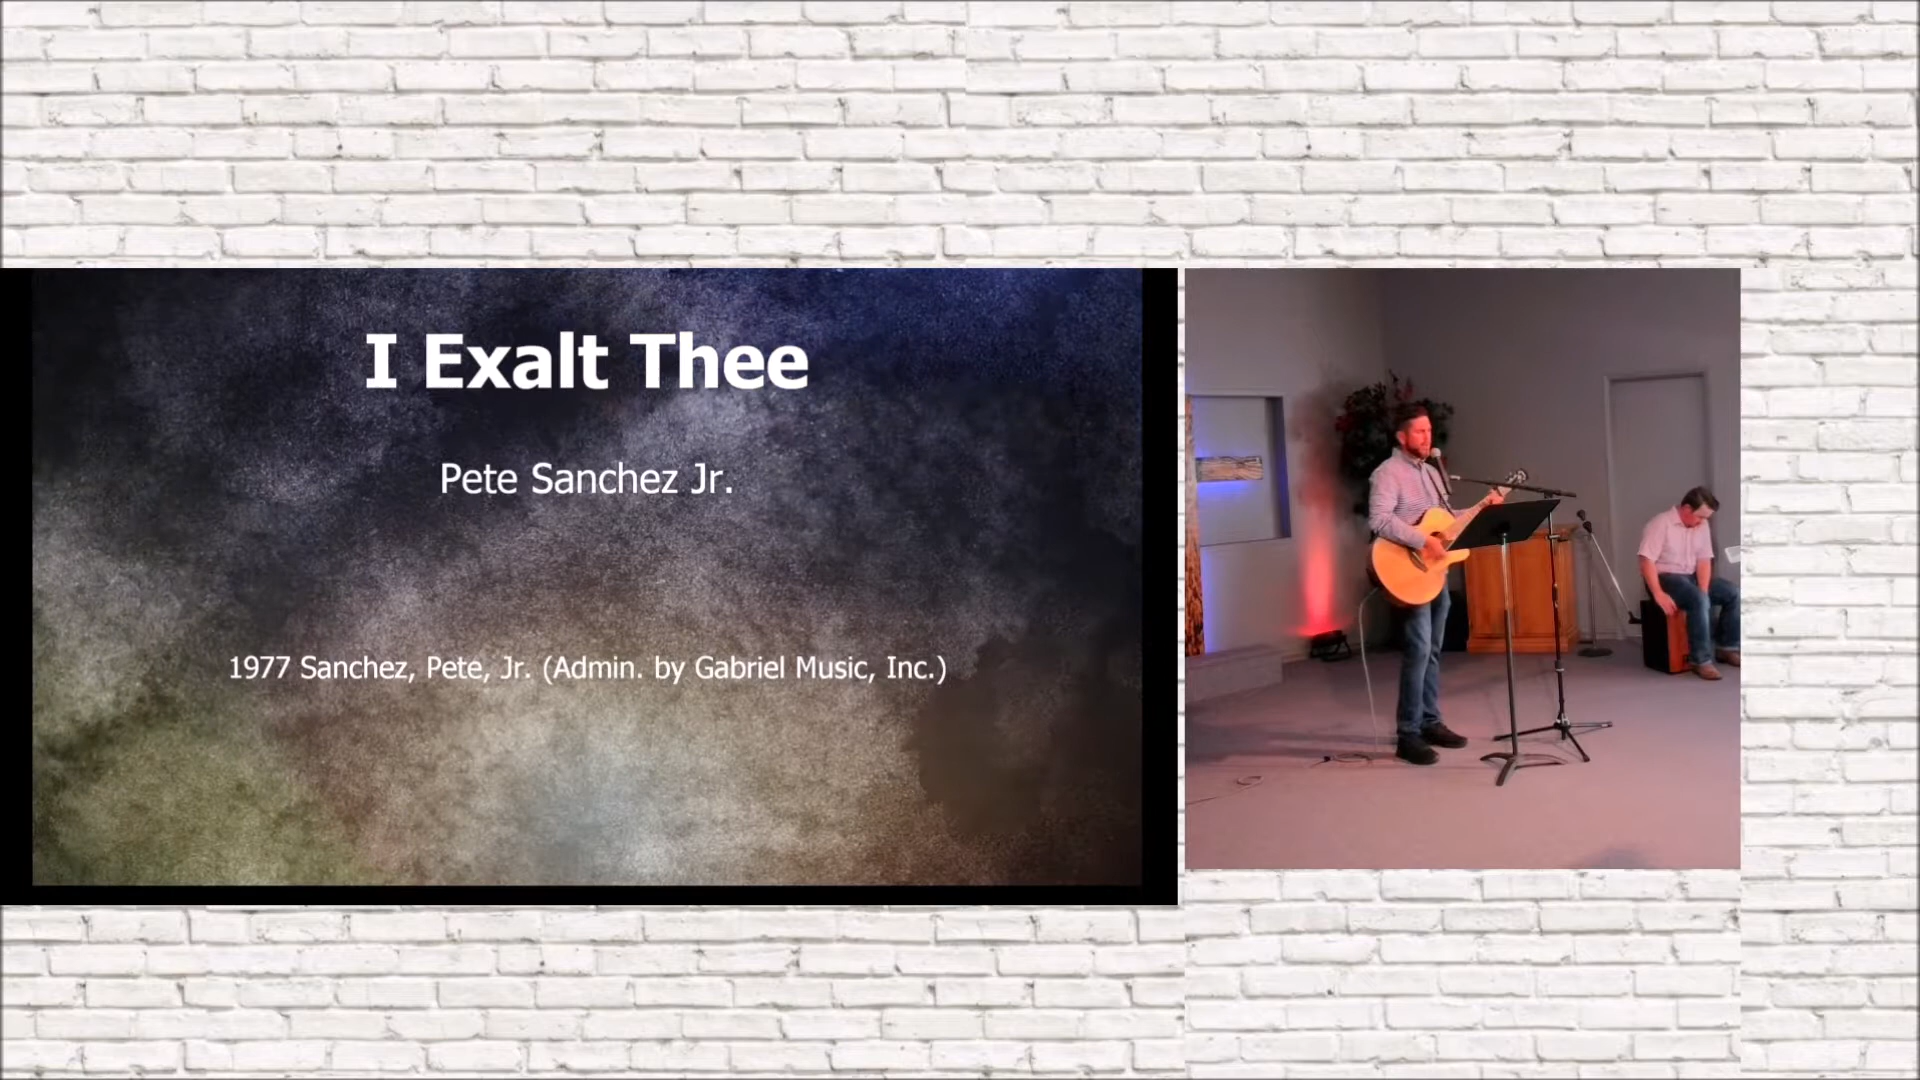 I Exalt Thee
Pete Sanchez Jr.
1977 Sanchez, Pete, Jr. (Admin. by Gabriel Music, Inc.)